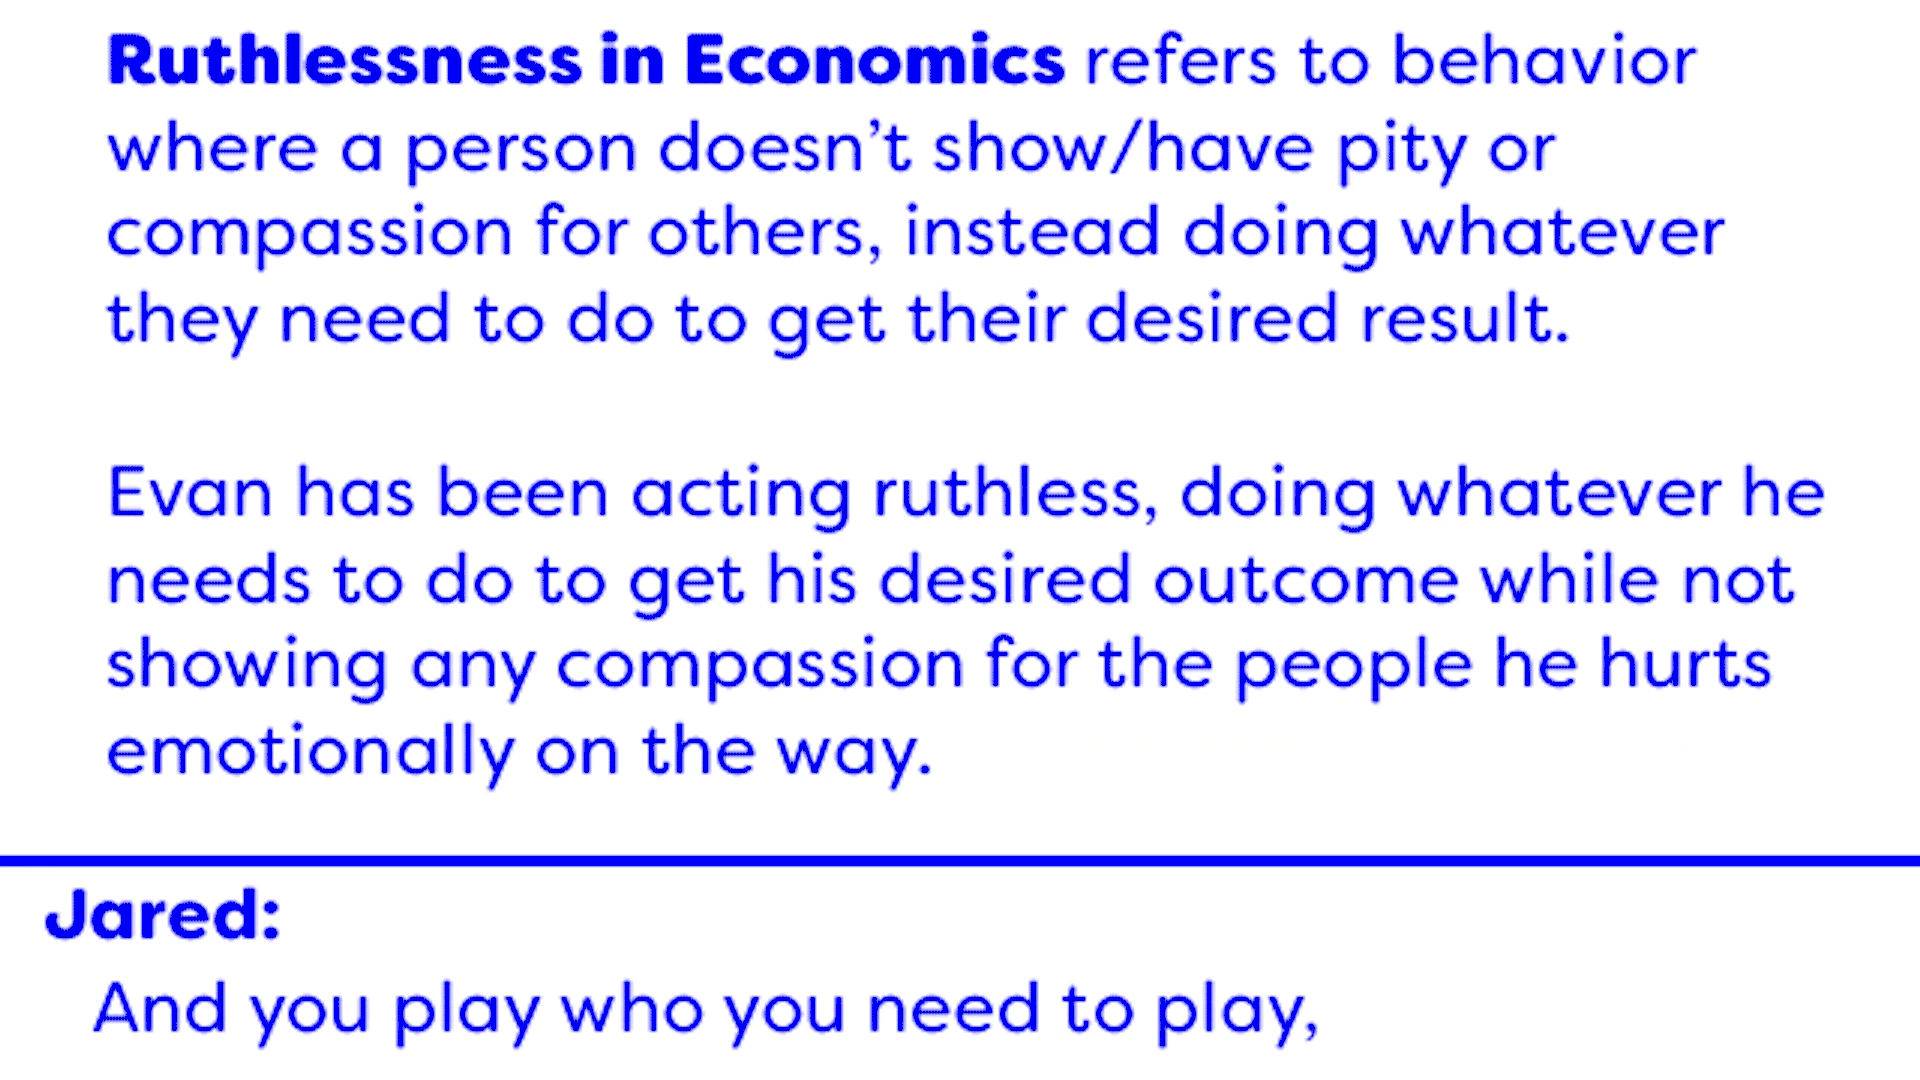 Ruthlessness in Economics refers to behavior
where a person doesn’t show/have pity or
compassion for others, instead doing whatever
they need to do to get their desired result.
Evan has been acting ruthless, doing whatever he
needs to do to get his desired outcome while not
showing any compassion for the people he hurts
emotionally on the way.
Jared:
And you play who you need to play,